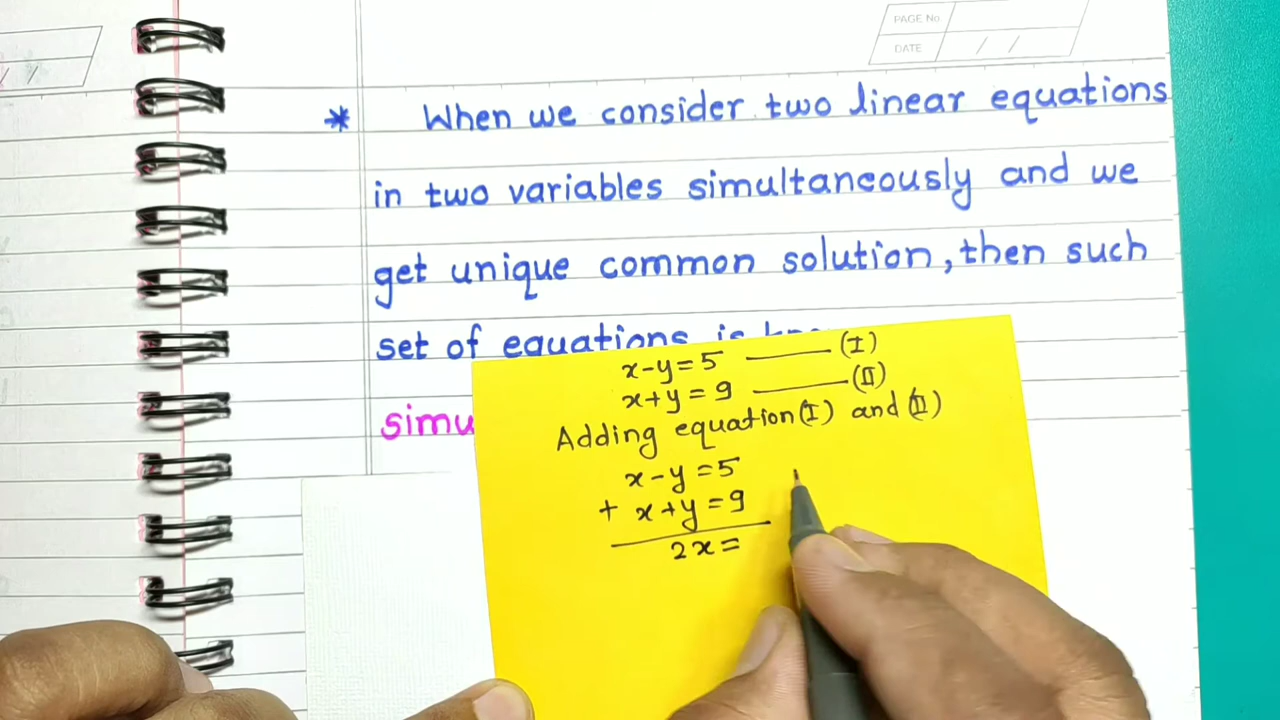 PAGE No
DATE / /
* When we consider two linear equations
in two variables simultaneously and we
get unique common solution, then such
set of equations is
x-y=5 ——— (I)
x+y=9 ——— (II)
Adding equation (I) and (II)
x-y=5
+ x+y=9
2x=
simu